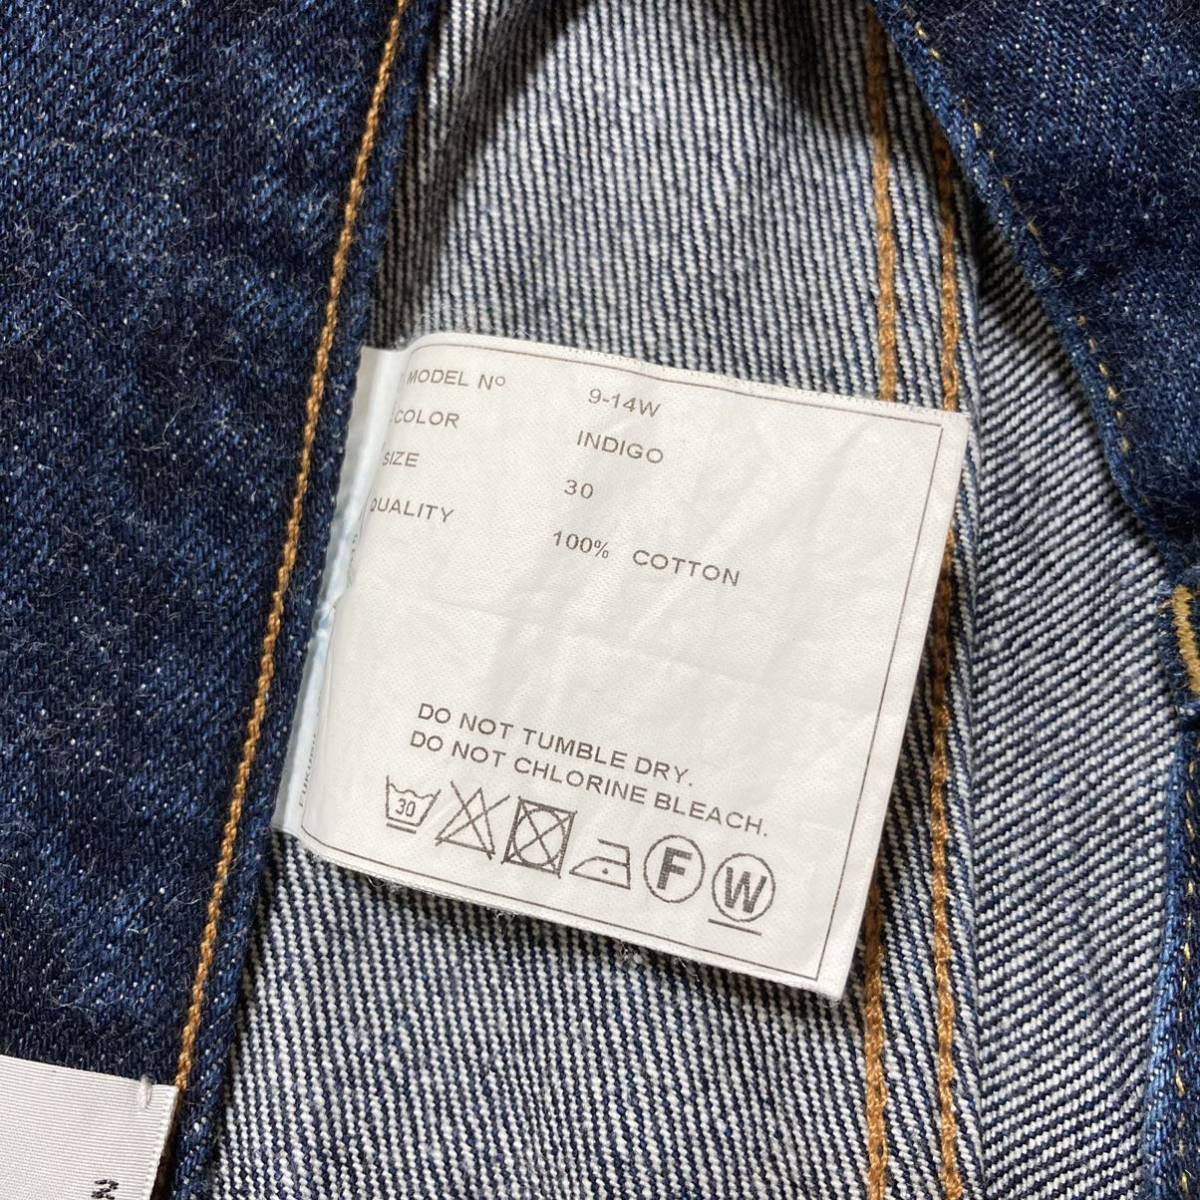 MODEL Nº 9-14W
COLOR INDIGO
SIZE 30
QUALITY 100% COTTON
DO NOT TUMBLE DRY.
DO NOT CHLORINE BLEACH.
30 F W